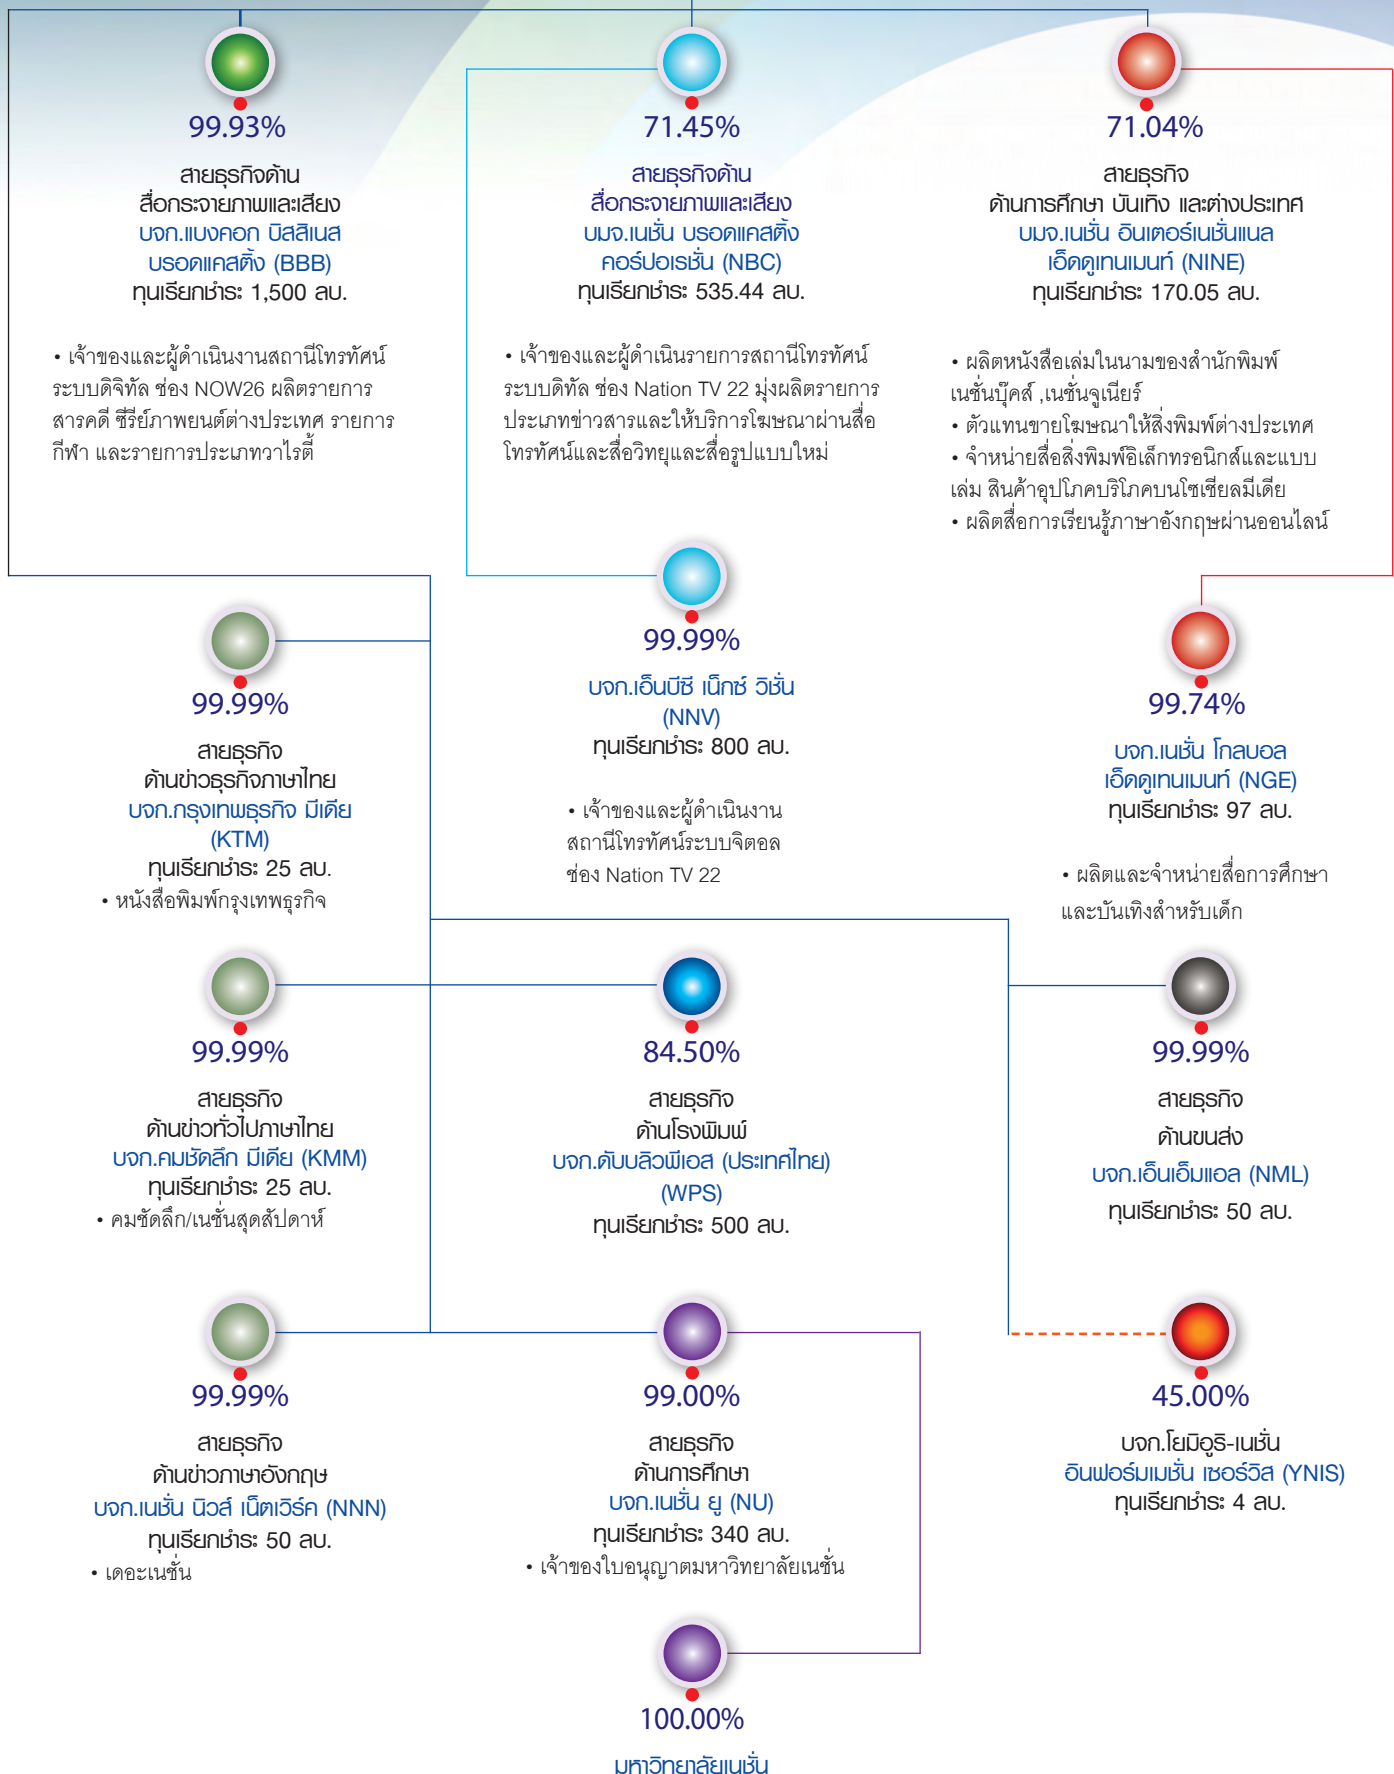 99.93%
สายธุรกิจด้าน
สื่อกระจายภาพและเสียง
บจก.แบงคอก บิสสิเนส
บรอดแคสติ้ง (BBB)
ทุนเรียกชำระ 1,500 ลบ.
• เจ้าของและผู้ดำเนินงานสถานีโทรทัศน์
ระบบดิจิทัล ช่อง NOW26 ผลิตรายการ
สารคดี ซีรีย์ภาพยนต์ต่างประเทศ รายการ
กีฬา และรายการประเภทวาไรตี้
71.45%
สายธุรกิจด้าน
สื่อกระจายภาพและเสียง
บมจ.เนชั่น บรอดแคสติ้ง
คอร์ปอเรชั่น (NBC)
ทุนเรียกชำระ 535.44 ลบ.
• เจ้าของและผู้ดำเนินรายการสถานีโทรทัศน์
ระบบดิทัล ช่อง Nation TV 22 มุ่งผลิตรายการ
ประเภทข่าวสารและให้บริการโฆษณาผ่านสื่อ
โทรทัศน์และสื่อวิทยุและสื่อรูปแบบใหม่
71.04%
สายธุรกิจ
ด้านการศึกษา บันเทิง และต่างประเทศ
บมจ.เนชั่น อินเตอร์เนชั่นแนล
เอ็ดดูเทนเมนท์ (NINE)
ทุนเรียกชำระ 170.05 ลบ.
• ผลิตหนังสือเล่มในนามของสำนักพิมพ์
เนชั่นบุ๊คส์ ,เนชั่นจูเนียร์
• ตัวแทนขายโฆษณาให้สิ่งพิมพ์ต่างประเทศ
• จำหน่ายสื่อสิ่งพิมพ์อิเล็กทรอนิกส์และแบบ
เล่ม สินค้าอุปโภคบริโภคบนโซเชียลมีเดีย
• ผลิตสื่อการเรียนรู้ภาษาอังกฤษผ่านออนไลน์
99.99%
สายธุรกิจ
ด้านข่าวธุรกิจภาษาไทย
บจก.กรุงเทพธุรกิจ มีเดีย
(KTM)
ทุนเรียกชำระ 25 ลบ.
• หนังสือพิมพ์กรุงเทพธุรกิจ
99.99%
บจก.เอ็นบีซี เน็กซ์ วิชั่น
(NNV)
ทุนเรียกชำระ 800 ลบ.
• เจ้าของและผู้ดำเนินงาน
สถานีโทรทัศน์ระบบจิตอล
ช่อง Nation TV 22
99.74%
บจก.เนชั่น โกลบอล
เอ็ดดูเทนเมนท์ (NGE)
ทุนเรียกชำระ 97 ลบ.
• ผลิตและจำหน่ายสื่อการศึกษา
และบันเทิงสำหรับเด็ก
99.99%
สายธุรกิจ
ด้านข่าวทั่วไปภาษาไทย
บจก.คมชัดลึก มีเดีย (KMM)
ทุนเรียกชำระ 25 ลบ.
• คมชัดลึก/เนชั่นสุดสัปดาห์
84.50%
สายธุรกิจ
ด้านโรงพิมพ์
บจก.ดับบลิวพีเอส (ประเทศไทย)
(WPS)
ทุนเรียกชำระ 500 ลบ.
99.99%
สายธุรกิจ
ด้านขนส่ง
บจก.เอ็นเอ็มแอล (NML)
ทุนเรียกชำระ 50 ลบ.
99.99%
สายธุรกิจ
ด้านข่าวภาษาอังกฤษ
บจก.เนชั่น นิวส์ เน็ตเวิร์ค (NNN)
ทุนเรียกชำระ 50 ลบ.
• เดอะเนชั่น
99.00%
สายธุรกิจ
ด้านการศึกษา
บจก.เนชั่น ยู (NU)
ทุนเรียกชำระ 340 ลบ.
• เจ้าของใบอนุญาตมหาวิทยาลัยเนชั่น
45.00%
บจก.โยมิอูริ-เนชั่น
อินฟอร์มเมชั่น เซอร์วิส (YNIS)
ทุนเรียกชำระ 4 ลบ.
100.00%
มหาวิทยาลัยเนชั่น